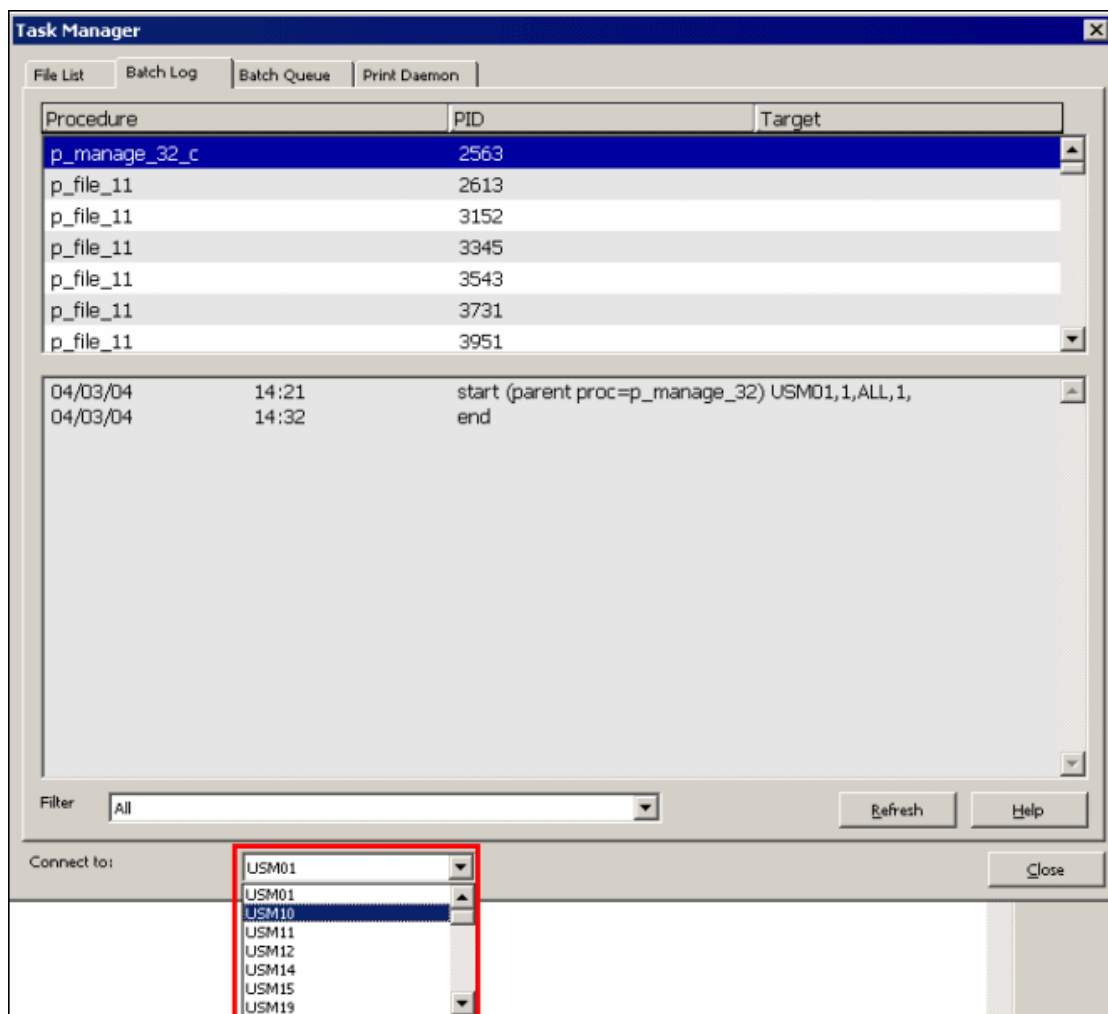 Task Manager
File List Batch Log Batch Queue Print Daemon
Procedure PID Target
p_manage_32_c 2563
p_file_11 2613
p_file_11 3152
p_file_11 3345
p_file_11 3543
p_file_11 3731
p_file_11 3951
04/03/04 14:21 start (parent proc=p_manage_32) USM01,1,ALL,1,
04/03/04 14:32 end
Filter All Refresh Help
Connect to: USM01 Close
USM01
USM10
USM11
USM12
USM14
USM15
USM19